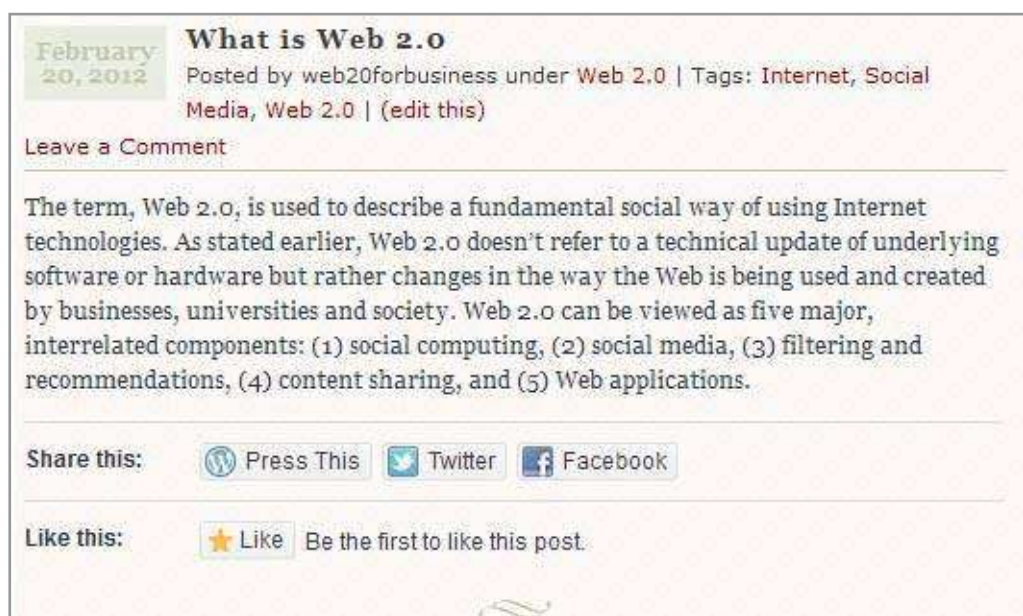 February
20, 2012
What is Web 2.0
Posted by web20forbusiness under Web 2.0 | Tags: Internet, Social
Media, Web 2.0 | (edit this)
Leave a Comment
The term, Web 2.0, is used to describe a fundamental social way of using Internet
technologies. As stated earlier, Web 2.0 doesn't refer to a technical update of underlying
software or hardware but rather changes in the way the Web is being used and created
by businesses, universities and society. Web 2.0 can be viewed as five major,
interrelated components: (1) social computing, (2) social media, (3) filtering and
recommendations, (4) content sharing, and (5) Web applications.
Share this: Press This Twitter Facebook
Like this: Like Be the first to like this post.